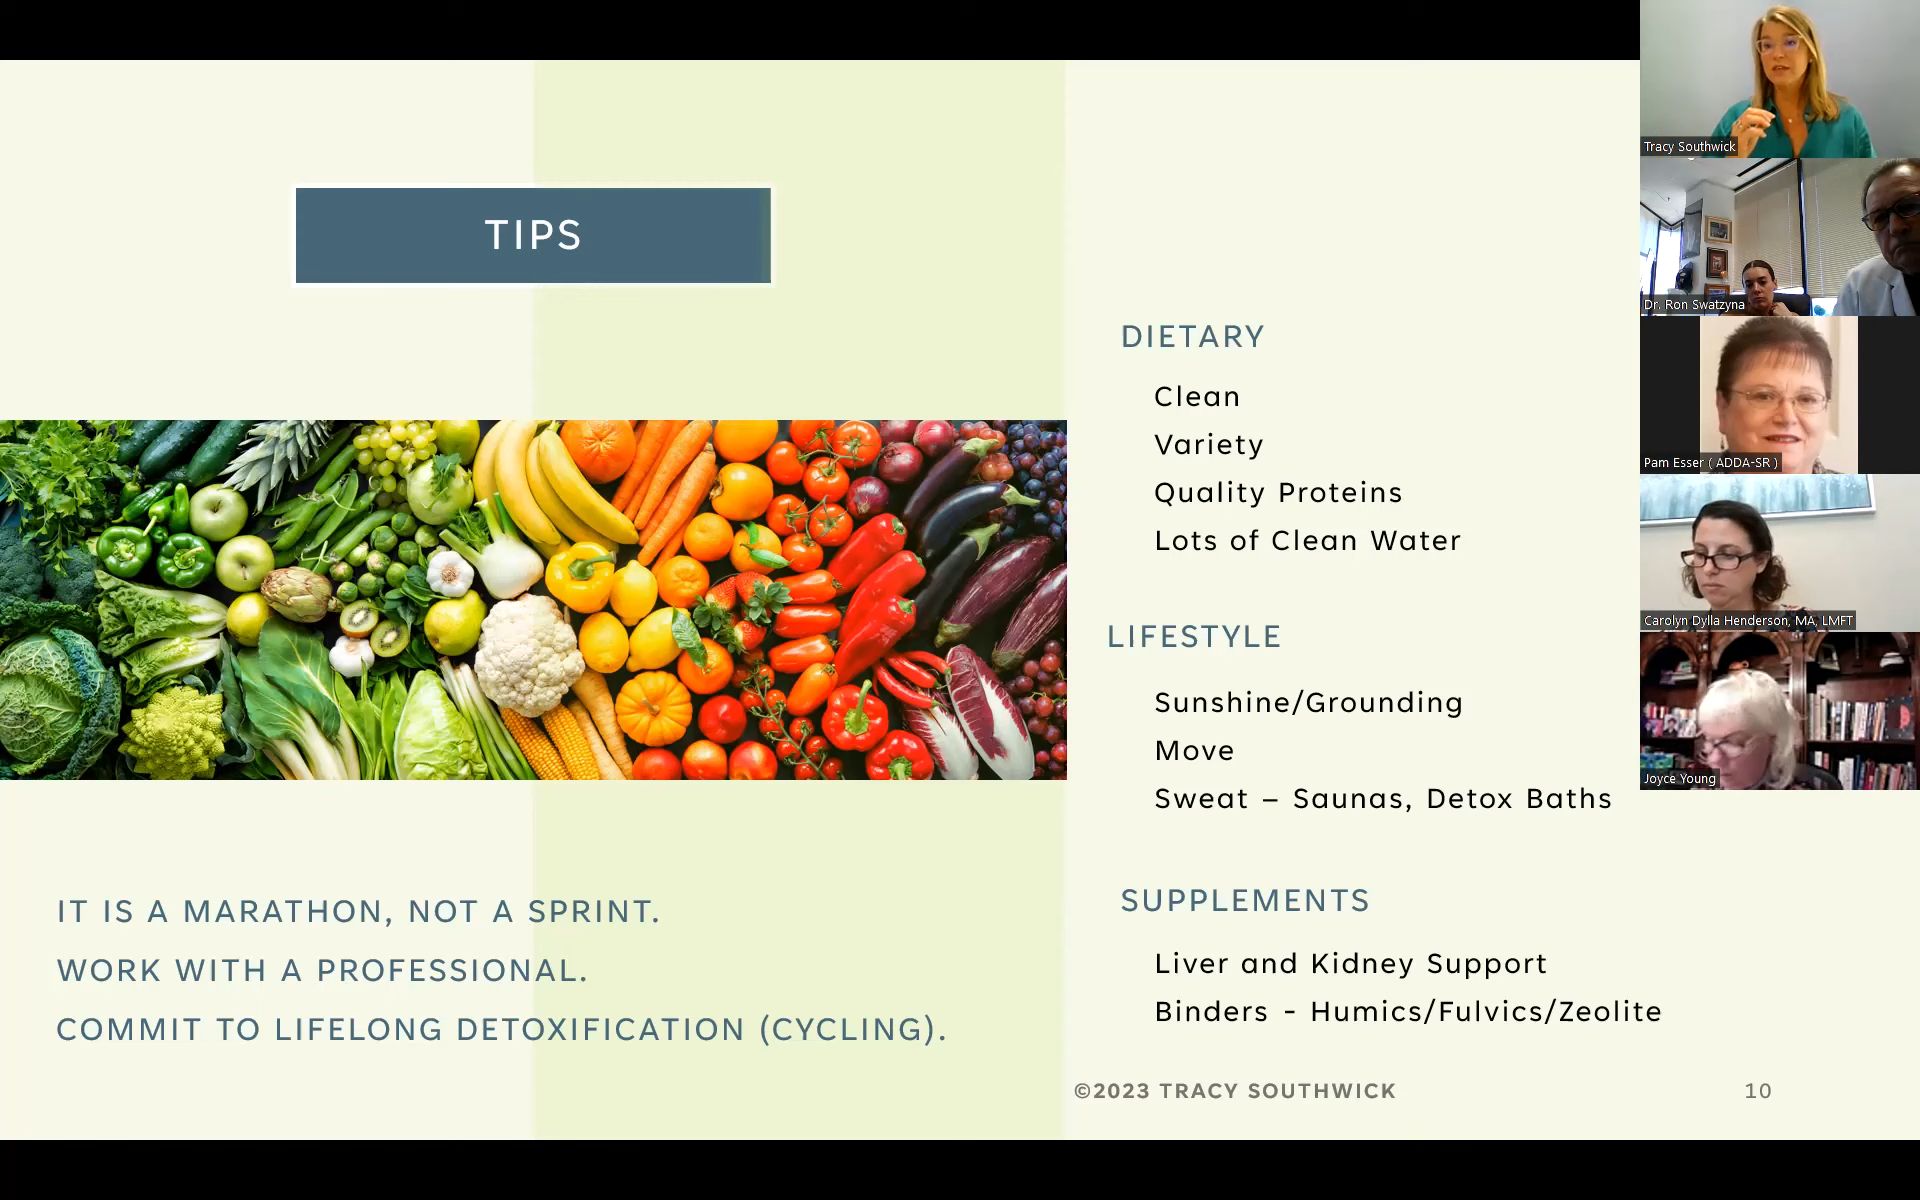 TIPS
IT IS A MARATHON, NOT A SPRINT.
WORK WITH A PROFESSIONAL.
COMMIT TO LIFELONG DETOXIFICATION (CYCLING).
DIETARY
Clean
Variety
Quality Proteins
Lots of Clean Water
LIFESTYLE
Sunshine/Grounding
Move
Sweat – Saunas, Detox Baths
SUPPLEMENTS
Liver and Kidney Support
Binders - Humics/Fulvics/Zeolite
©2023 TRACY SOUTHWICK
10
Tracy Southwick
Dr. Ron Swatzyna
Pam Esser ( ADDA-SR )
Carolyn Dylla Henderson, MA, LMFT
Joyce Young